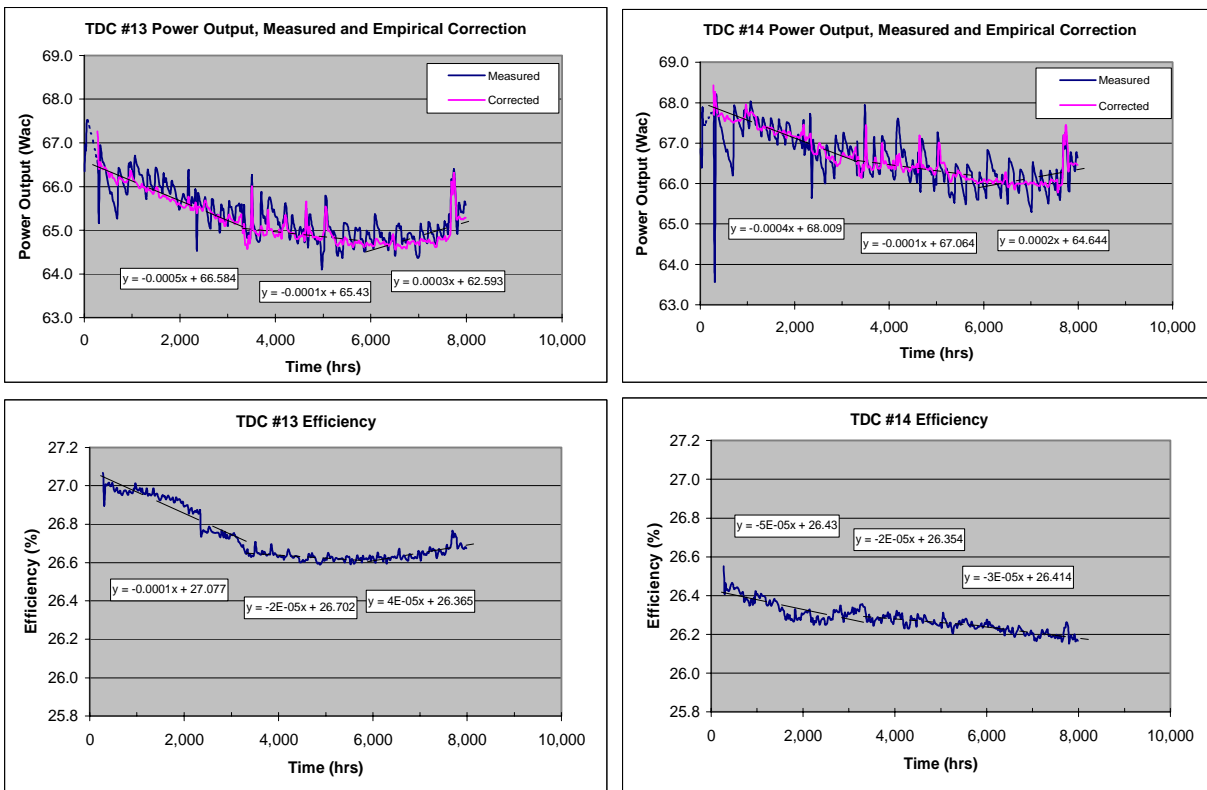 TDC #13 Power Output, Measured and Empirical Correction
69.0
68.0
67.0
66.0
65.0
64.0
63.0
Power Output (Wac)
Measured
Corrected
y = -0.0005x + 66.584
y = -0.0001x + 65.43
y = 0.0003x + 62.593
0 2,000 4,000 6,000 8,000 10,000
Time (hrs)
TDC #14 Power Output, Measured and Empirical Correction
69.0
68.0
67.0
66.0
65.0
64.0
63.0
Power Output (Wac)
Measured
Corrected
y = -0.0004x + 68.009
y = -0.0001x + 67.064
y = 0.0002x + 64.644
0 2,000 4,000 6,000 8,000 10,000
Time (hrs)
TDC #13 Efficiency
27.2
27.0
26.8
26.6
26.4
26.2
26.0
25.8
Efficiency (%)
y = -0.0001x + 27.077
y = -2E-05x + 26.702
y = 4E-05x + 26.365
0 2,000 4,000 6,000 8,000 10,000
Time (hrs)
TDC #14 Efficiency
27.2
27.0
26.8
26.6
26.4
26.2
26.0
25.8
Efficiency (%)
y = -5E-05x + 26.43
y = -2E-05x + 26.354
y = -3E-05x + 26.414
0 2,000 4,000 6,000 8,000 10,000
Time (hrs)